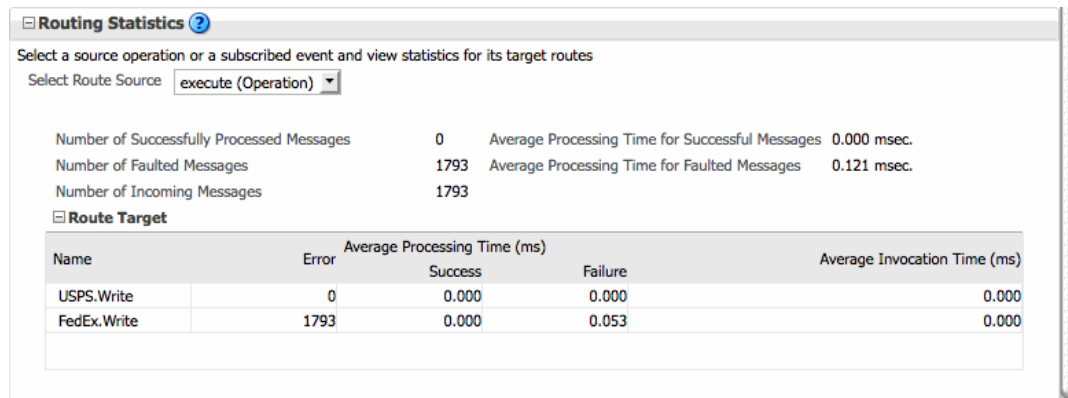 Routing Statistics ?
Select a source operation or a subscribed event and view statistics for its target routes
Select Route Source execute (Operation)
Number of Successfully Processed Messages 0 Average Processing Time for Successful Messages 0.000 msec.
Number of Faulted Messages 1793 Average Processing Time for Faulted Messages 0.121 msec.
Number of Incoming Messages 1793
Route Target
Name Error Average Processing Time (ms) Average Invocation Time (ms)
Success Failure
USPS.Write 0 0.000 0.000 0.000
FedEx.Write 1793 0.000 0.053 0.000